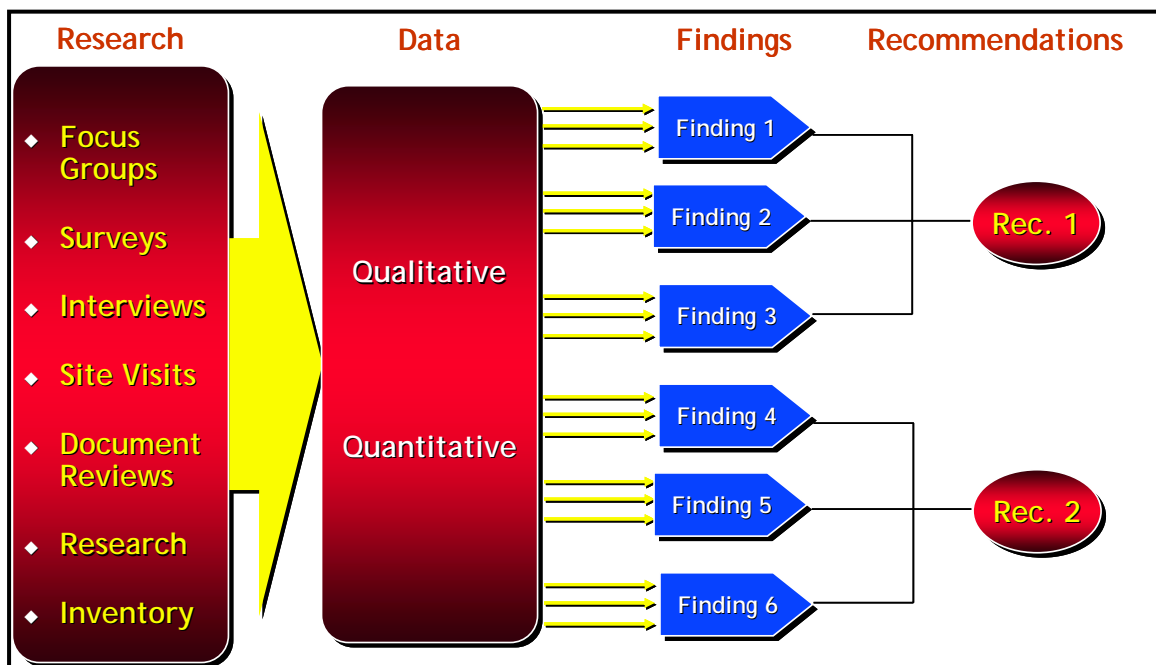 Research
Data
Findings
Recommendations
Focus
Groups
Surveys
Interviews
Site Visits
Document
Reviews
Research
Inventory
Qualitative
Quantitative
Finding 1
Finding 2
Finding 3
Finding 4
Finding 5
Finding 6
Rec. 1
Rec. 2